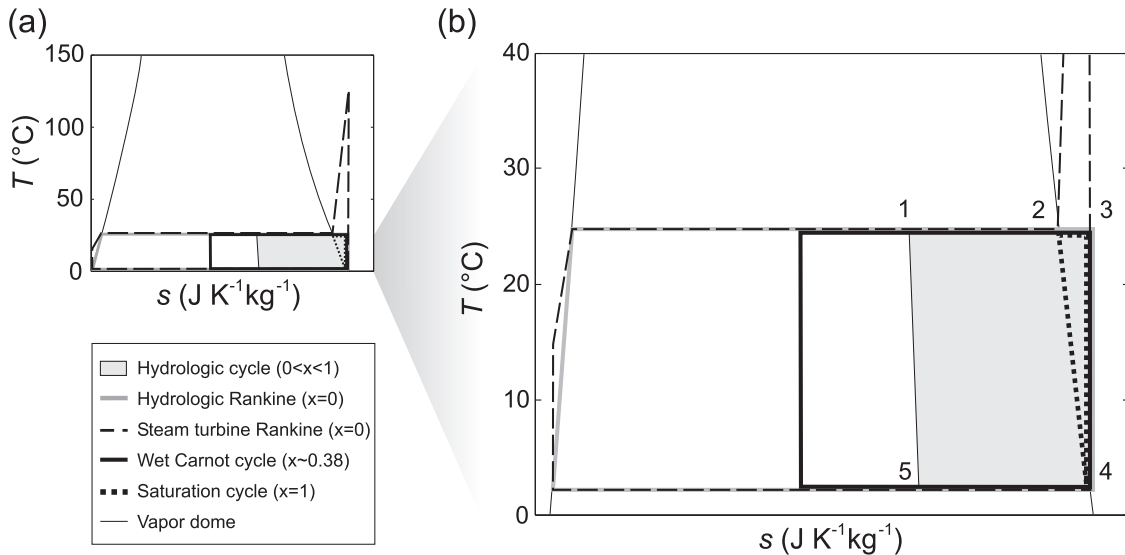 (a)
150
100
50
0
T (°C)
s (J K-1kg-1)
Hydrologic cycle (0<x<1)
Hydrologic Rankine (x=0)
Steam turbine Rankine (x=0)
Wet Carnot cycle (x~0.38)
Saturation cycle (x=1)
Vapor dome
(b)
40
30
20
10
0
T (°C)
1
2
3
5
4
s (J K-1kg-1)